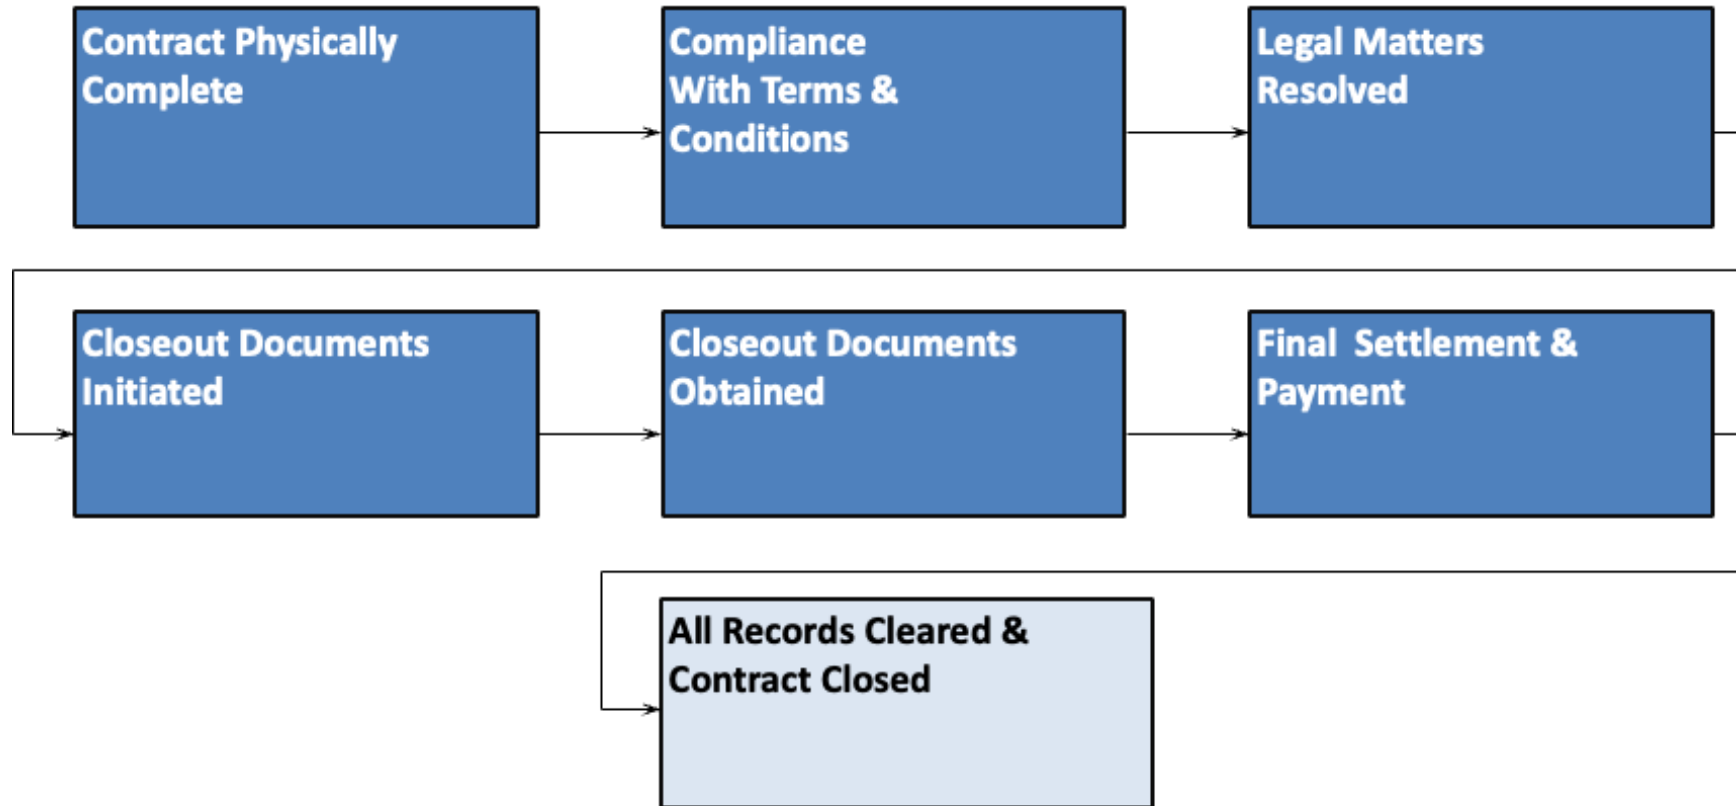 Contract Physically
Complete
Compliance
With Terms &
Conditions
Legal Matters
Resolved
Closeout Documents
Initiated
Closeout Documents
Obtained
Final  Settlement &
Payment
All Records Cleared &
Contract Closed